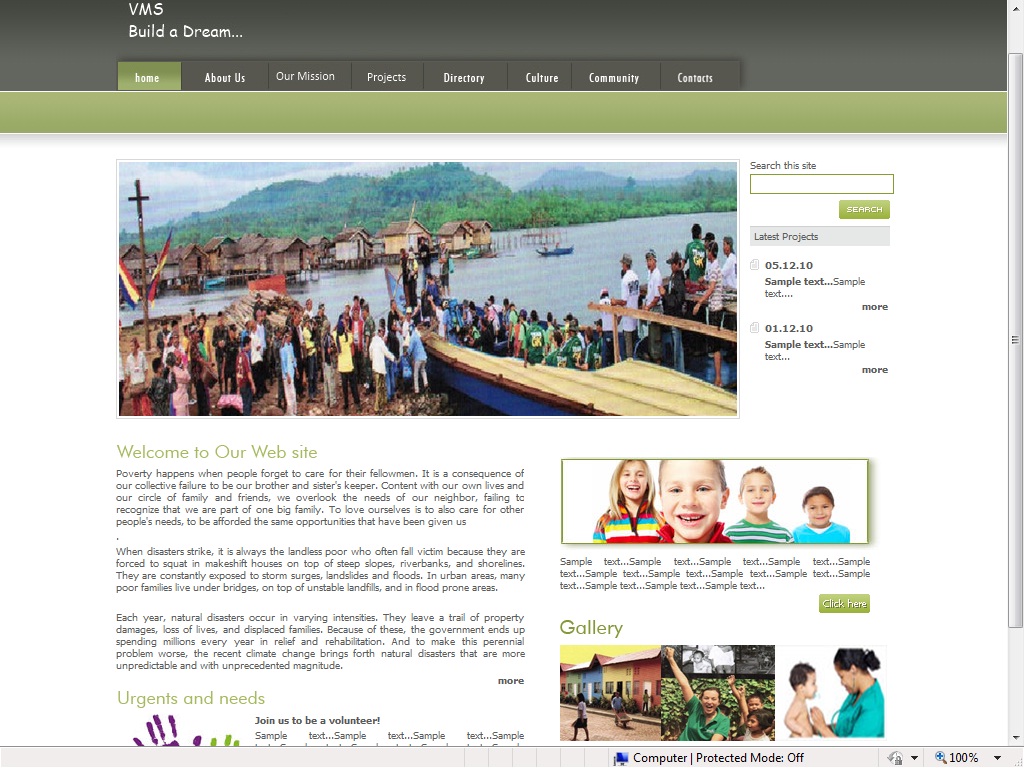 VMS
Build a Dream...
home About Us Our Mission Projects Directory Culture Community Contacts
Search this site
SEARCH
Latest Projects
05.12.10
Sample text...Sample
text....
more
01.12.10
Sample text...Sample
text...
more
Welcome to Our Web site
Poverty happens when people forget to care for their fellowmen. It is a consequence of
our collective failure to be our brother and sister's keeper. Content with our own lives and
our circle of family and friends, we overlook the needs of our neighbor, failing to
recognize that we are part of one big family. To love ourselves is to also care for other
people's needs, to be afforded the same opportunities that have been given us
.
When disasters strike, it is always the landless poor who often fall victim because they are
forced to squat in makeshift houses on top of steep slopes, riverbanks, and shorelines.
They are constantly exposed to storm surges, landslides and floods. In urban areas, many
poor families live under bridges, on top of unstable landfills, and in flood prone areas.
Each year, natural disasters occur in varying intensities. They leave a trail of property
damages, loss of lives, and displaced families. Because of these, the government ends up
spending millions every year in relief and rehabilitation. And to make this perennial
problem worse, the recent climate change brings forth natural disasters that are more
unpredictable and with unprecedented magnitude.
more
Urgents and needs
Join us to be a volunteer!
Sample text...Sample text...Sample text...Sample
Sample text...Sample text...Sample text...Sample text...Sample
text...Sample text...Sample text...Sample text...Sample text...Sample
text...Sample text...Sample text...Sample text...
Click here
Gallery
Computer | Protected Mode: Off
100%